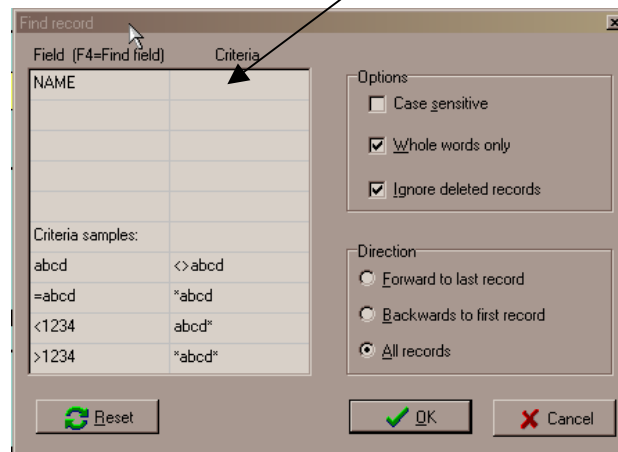 Find record
Field (F4=Find field) Criteria
NAME
Criteria samples:
abcd <>abcd
=abcd *abcd
<1234 abcd*
>1234 *abcd*
Options
Case sensitive
Whole words only
Ignore deleted records
Direction
Forward to last record
Backwards to first record
All records
Reset
OK
Cancel